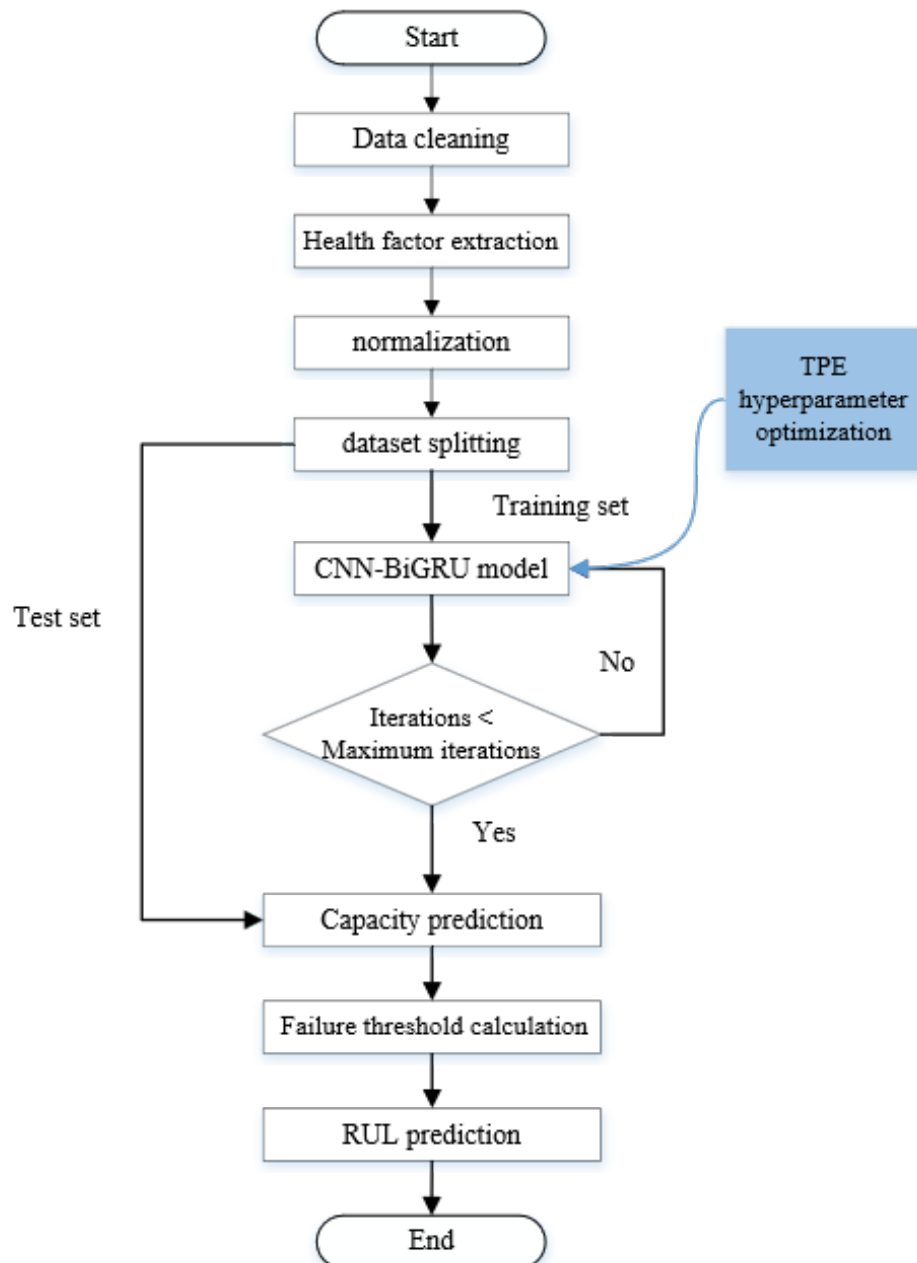 Start
Data cleaning
Health factor extraction
normalization
TPE
hyperparameter
optimization
dataset splitting
Training set
CNN-BiGRU model
Test set
No
Iterations <
Maximum iterations
Yes
Capacity prediction
Failure threshold calculation
RUL prediction
End